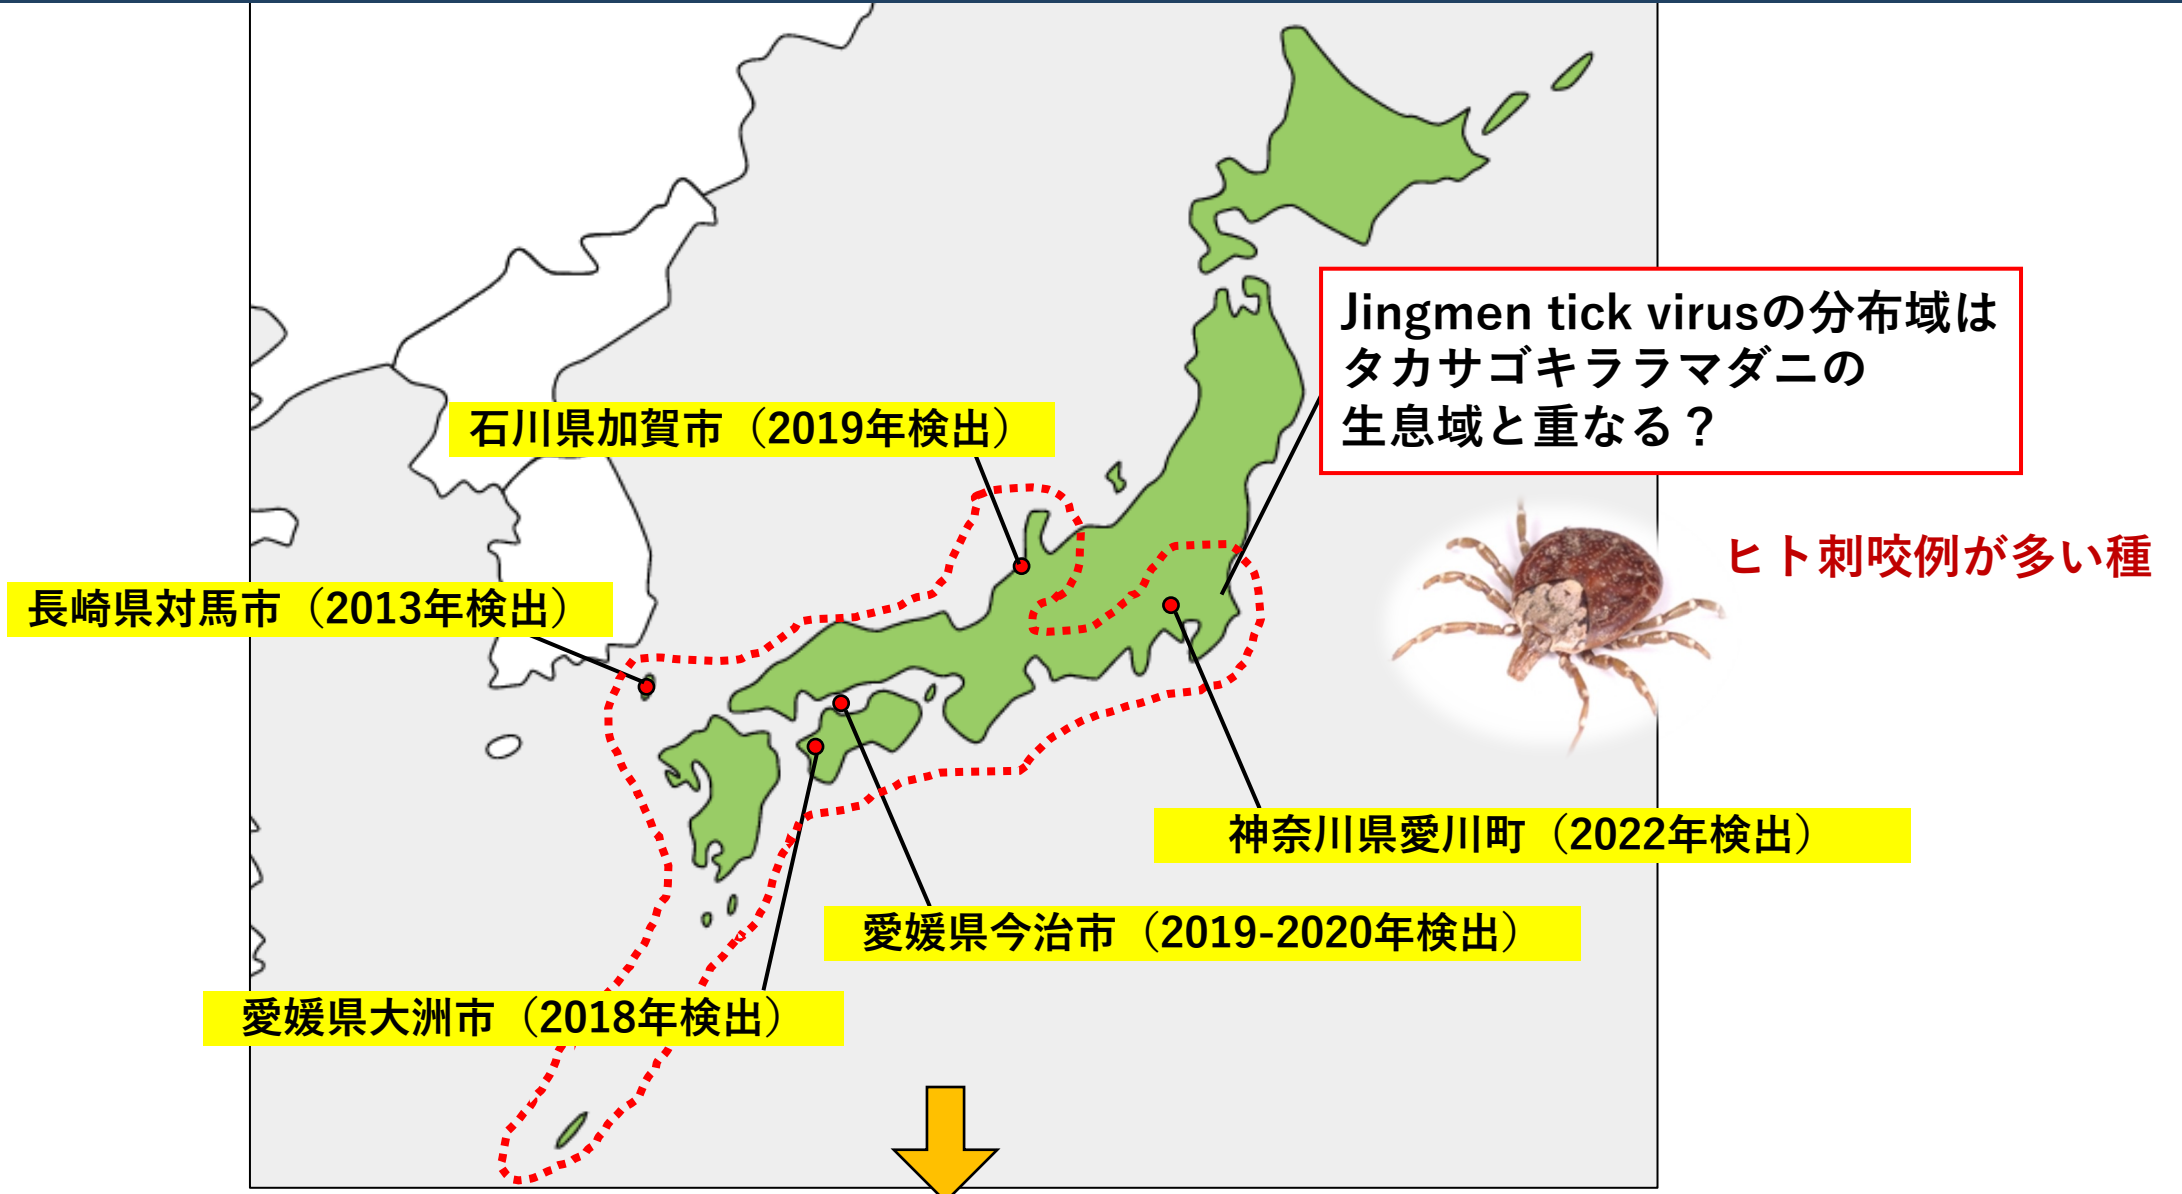 Jingmen tick virusの分布域は
タカサゴキララマダニの
生息域と重なる？
石川県加賀市（2019年検出）
ヒト刺咬例が多い種
長崎県対馬市（2013年検出）
神奈川県愛川町（2022年検出）
愛媛県今治市（2019-2020年検出）
愛媛県大洲市（2018年検出）